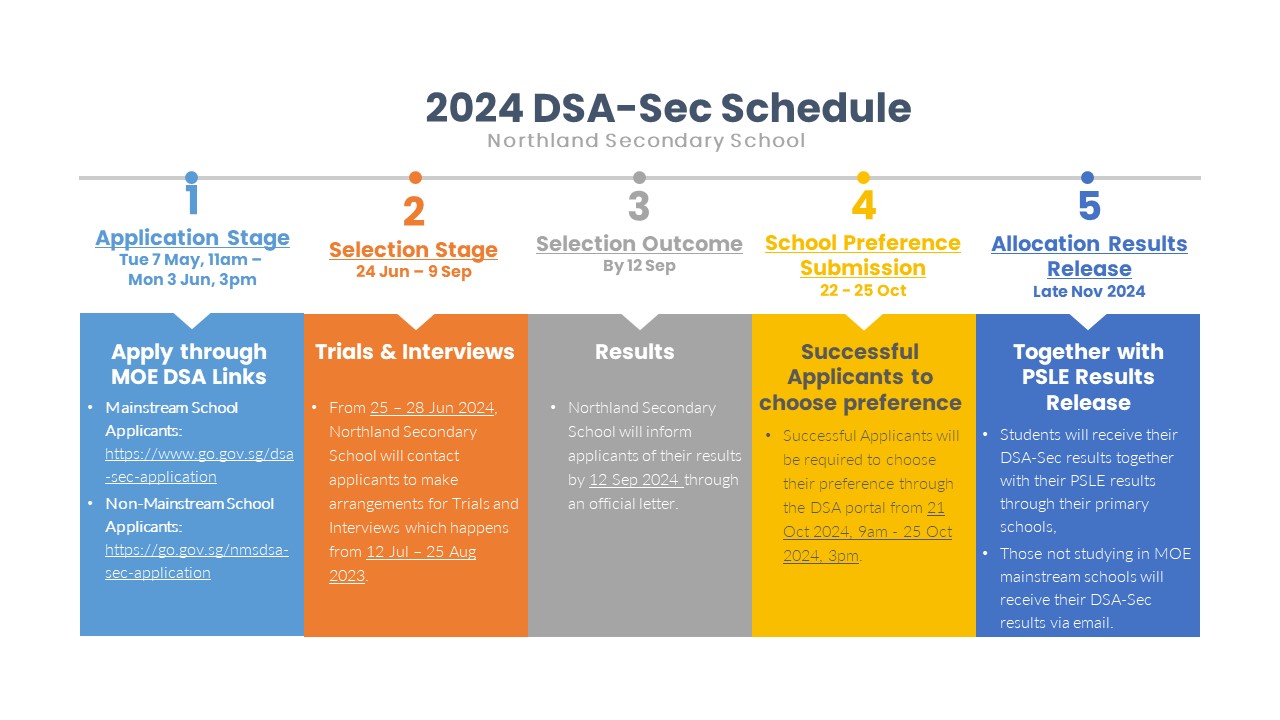 2024 DSA-Sec Schedule
Northland Secondary School
1
Application Stage
Tue 7 May, 11am –
Mon 3 Jun, 3pm
2
Selection Stage
24 Jun – 9 Sep
3
Selection Outcome
By 12 Sep
4
School Preference
Submission
22 - 25 Oct
5
Allocation Results
Release
Late Nov 2024
Apply through
MOE DSA Links
• Mainstream School
Applicants:
https://www.go.gov.sg/dsa
-sec-application
• Non-Mainstream School
Applicants:
https://go.gov.sg/nmsdsa-
sec-application
Trials & Interviews
• From 25 – 28 Jun 2024,
Northland Secondary
School will contact
applicants to make
arrangements for Trials and
Interviews which happens
from 12 Jul – 25 Aug
2023.
Results
• Northland Secondary
School will inform
applicants of their results
by 12 Sep 2024 through
an official letter.
Successful
Applicants to
choose preference
• Successful Applicants will
be required to choose
their preference through
the DSA portal from 21
Oct 2024, 9am - 25 Oct
2024, 3pm.
Together with
PSLE Results
Release
• Students will receive their
DSA-Sec results together
with their PSLE results
through their primary
schools,
• Those not studying in MOE
mainstream schools will
receive their DSA-Sec
results via email.